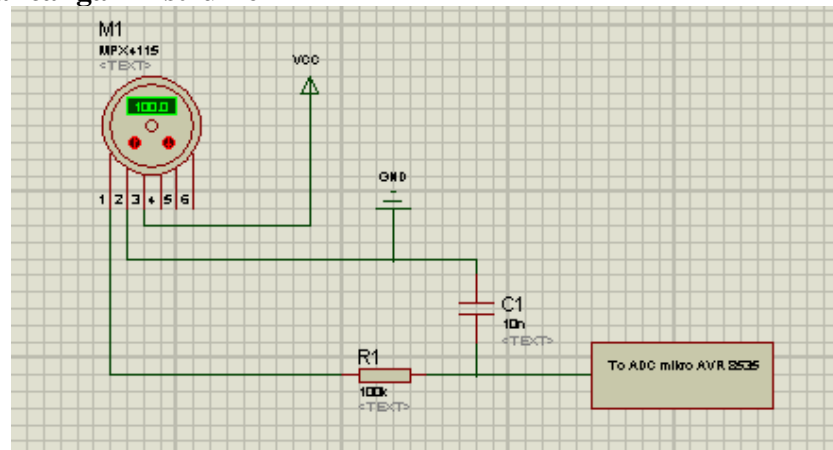 M1
MPX4115
<TEXT>
100.0
VCC
1 2 3 4 5 6
GND
C1
10n
<TEXT>
R1
100k
<TEXT>
To ADC mikro AVR 8535